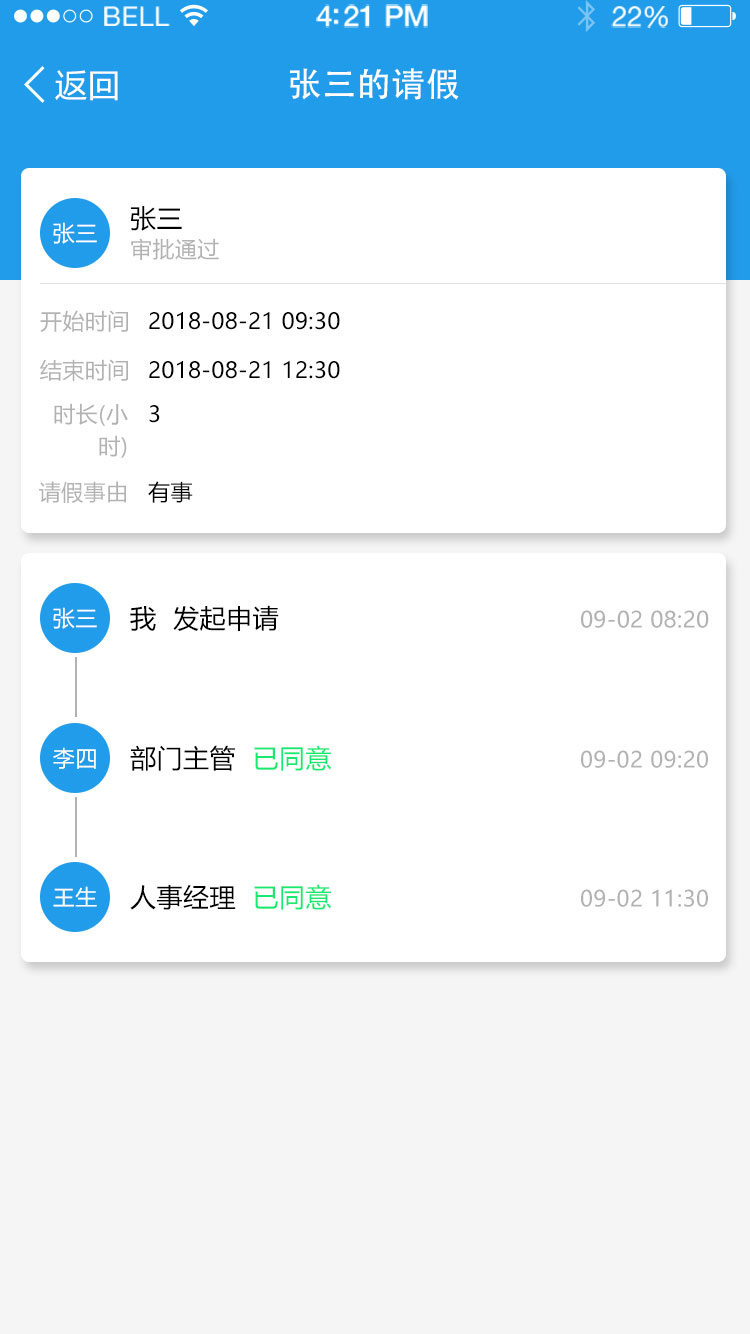 BELL 4:21 PM 22%
返回 张三的请假
张三 张三
审批通过
开始时间 2018-08-21 09:30
结束时间 2018-08-21 12:30
时长(小 3
时)
请假事由 有事
张三 我 发起申请 09-02 08:20
李四 部门主管 已同意 09-02 09:20
王生 人事经理 已同意 09-02 11:30